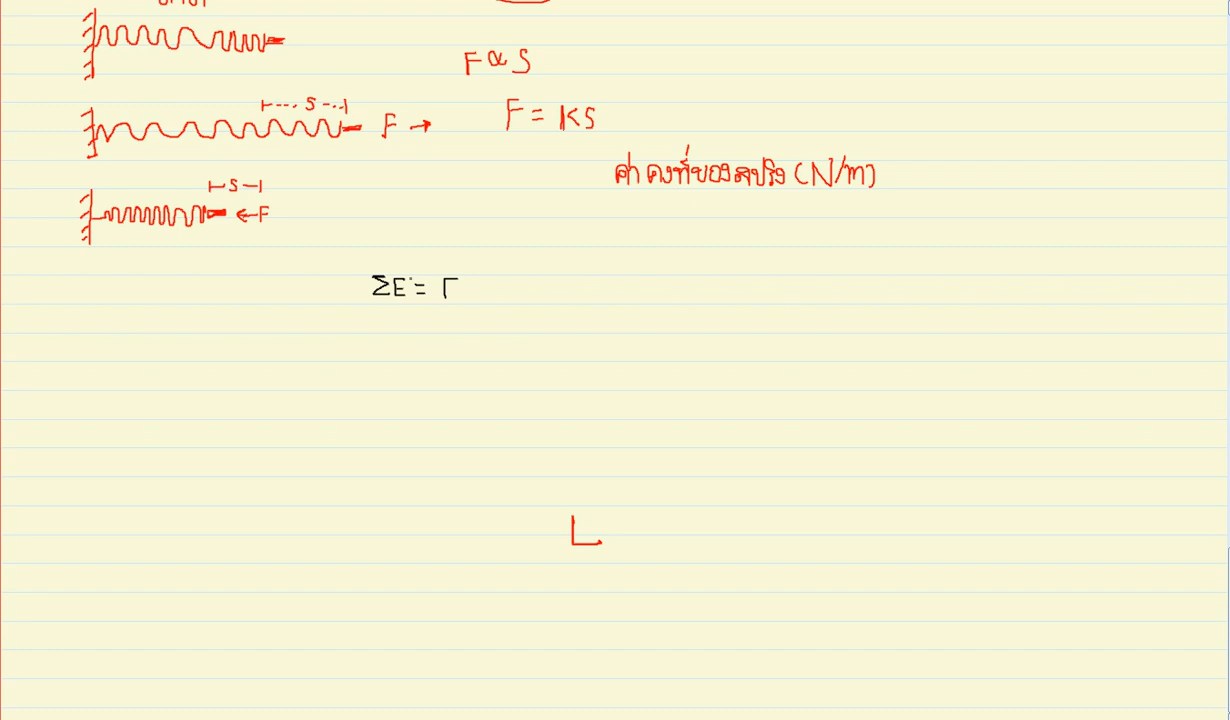 F ∝ S
S
F →
F = KS
ค่าคงที่ของสปริง (N/m)
S
← F
ΣE =